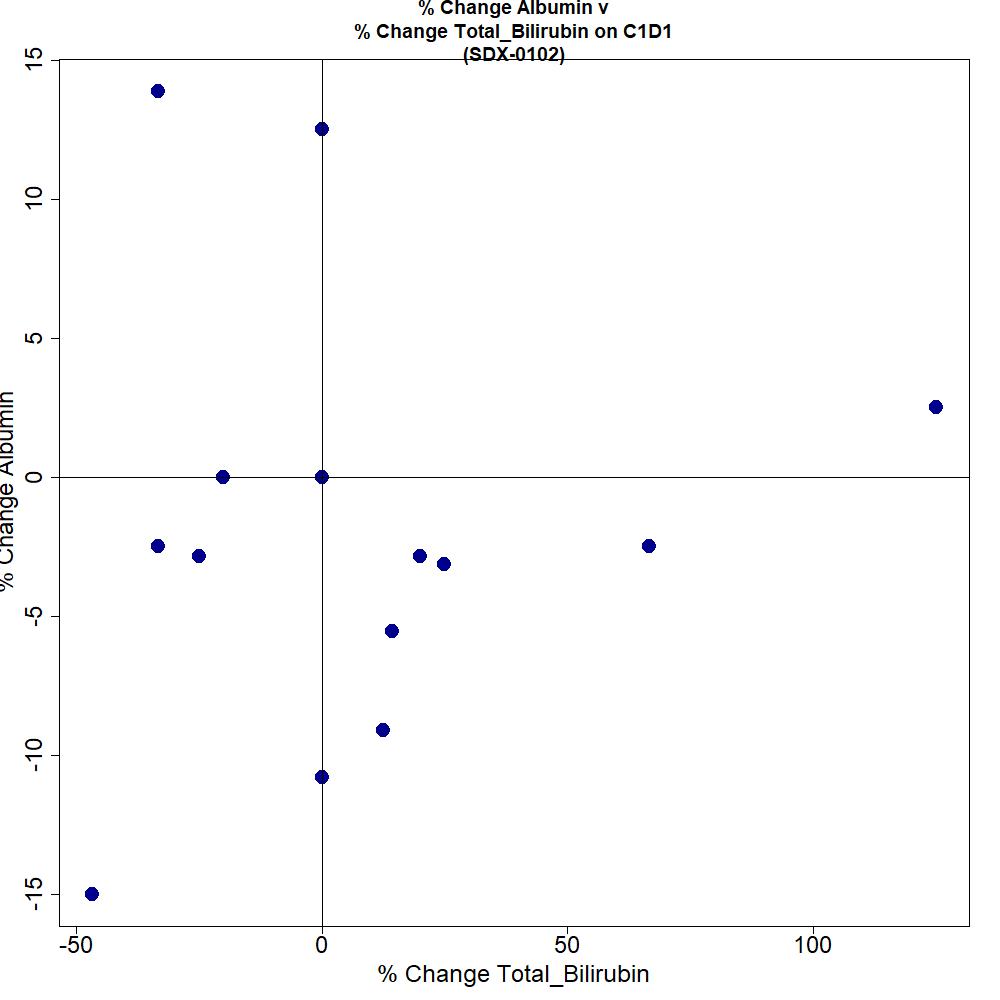 % Change Albumin v
% Change Total_Bilirubin on C1D1
(SDX-0102)
15
10
5
0
-5
-10
-15
% Change Albumin
-50
0
50
100
% Change Total_Bilirubin